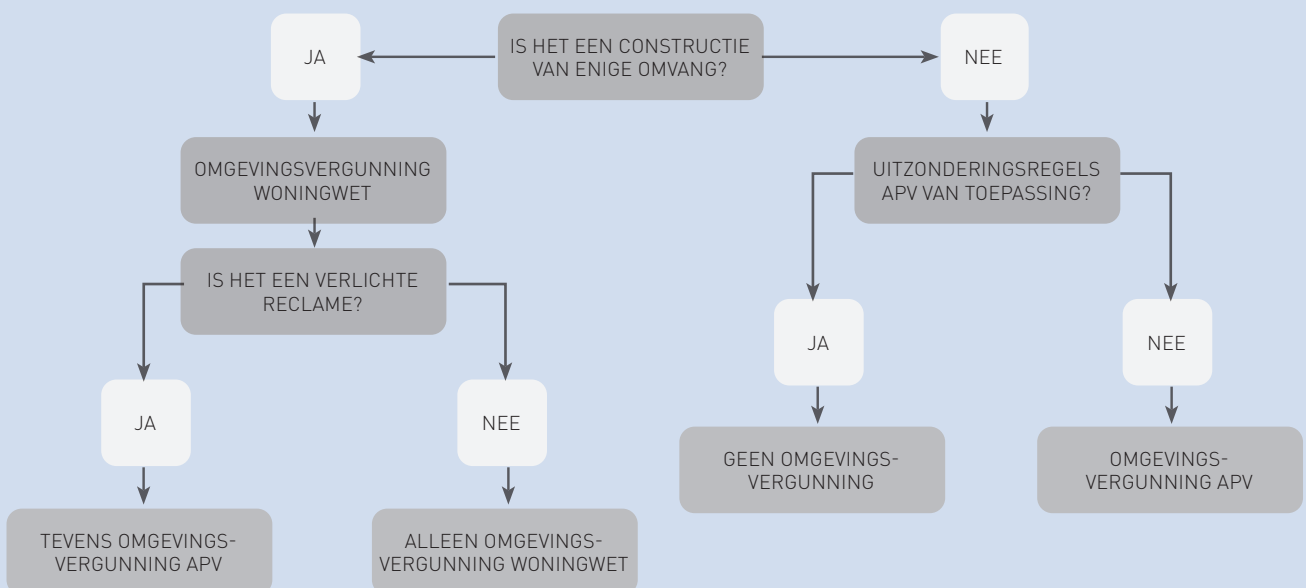 IS HET EEN CONSTRUCTIE
VAN ENIGE OMVANG?
JA
NEE
OMGEVINGSVERGUNNING
WONINGWET
UITZONDERINGSREGELS
APV VAN TOEPASSING?
IS HET EEN VERLICHTE
RECLAME?
JA
NEE
JA
NEE
GEEN OMGEVINGS-
VERGUNNING
OMGEVINGS-
VERGUNNING APV
TEVENS OMGEVINGS-
VERGUNNING APV
ALLEEN OMGEVINGS-
VERGUNNING WONINGWET